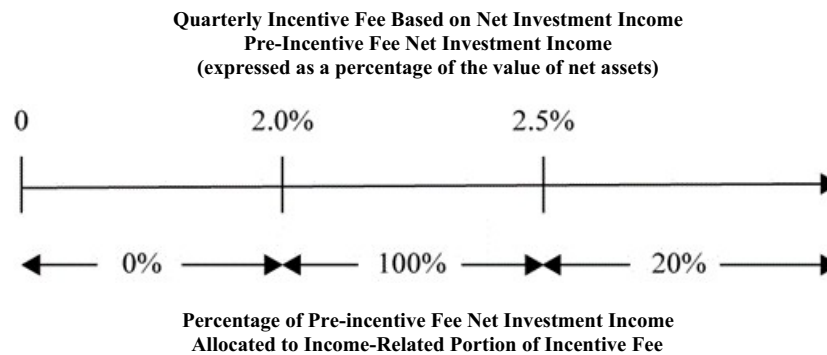 Quarterly Incentive Fee Based on Net Investment Income
Pre-Incentive Fee Net Investment Income
(expressed as a percentage of the value of net assets)
0 2.0% 2.5%
0% 100% 20%
Percentage of Pre-incentive Fee Net Investment Income
Allocated to Income-Related Portion of Incentive Fee